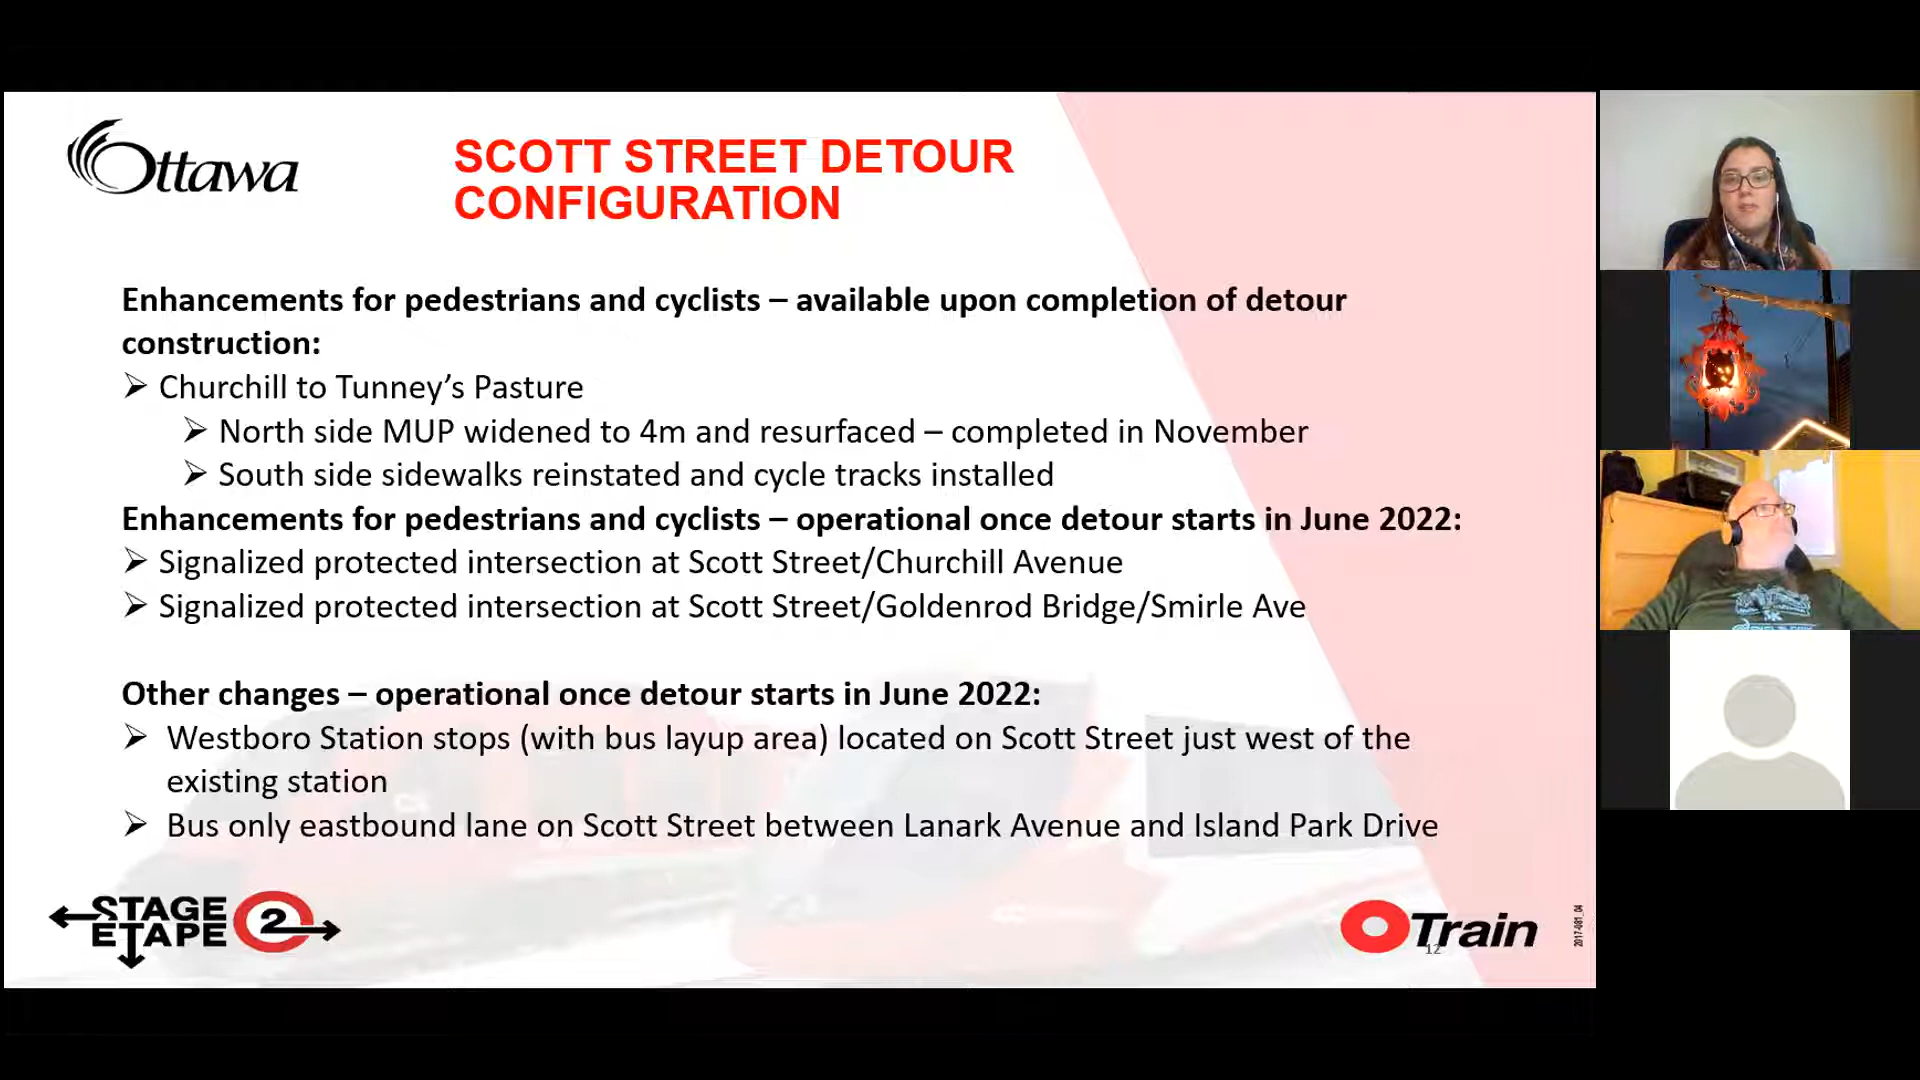 Ottawa
SCOTT STREET DETOUR
CONFIGURATION
Enhancements for pedestrians and cyclists – available upon completion of detour
construction:
➢ Churchill to Tunney’s Pasture
➢ North side MUP widened to 4m and resurfaced – completed in November
➢ South side sidewalks reinstated and cycle tracks installed
Enhancements for pedestrians and cyclists – operational once detour starts in June 2022:
➢ Signalized protected intersection at Scott Street/Churchill Avenue
➢ Signalized protected intersection at Scott Street/Goldenrod Bridge/Smirle Ave
Other changes – operational once detour starts in June 2022:
➢ Westboro Station stops (with bus layup area) located on Scott Street just west of the
existing station
➢ Bus only eastbound lane on Scott Street between Lanark Avenue and Island Park Drive
STAGE
ETAPE 2
O Train
12
2017-081_04